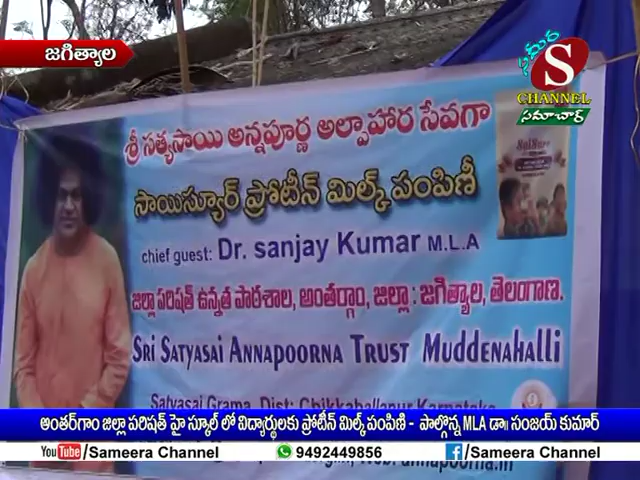 జగిత్యాల
సమీర
S
CHANNEL
సమాచార్
శ్రీ సత్యసాయి అన్నపూర్ణ అల్పాహార సేవగా
సాయిస్యూర్ ప్రోటీన్ మిల్క్ పంపిణీ
chief guest: Dr. sanjay Kumar M.L.A
జిల్లా పరిషత్ ఉన్నత పాఠశాల, అంతర్గాం, జిల్లా : జగిత్యాల, తెలంగాణ.
SRI SATYASAI ANNAPOORNA TRUST MUDDENAHALLI
Satyasai Grama, Dist: Chikkaballapur Karnataka
అంతర్గాం జిల్లా పరిషత్ హై స్కూల్ లో విద్యార్థులకు ప్రోటీన్ మిల్క్ పంపిణి - పాల్గొన్న MLA డా॥ సంజయ్ కుమార్
YouTube /Sameera Channel 9492449856 f /Sameera Channel
annapoorna.in